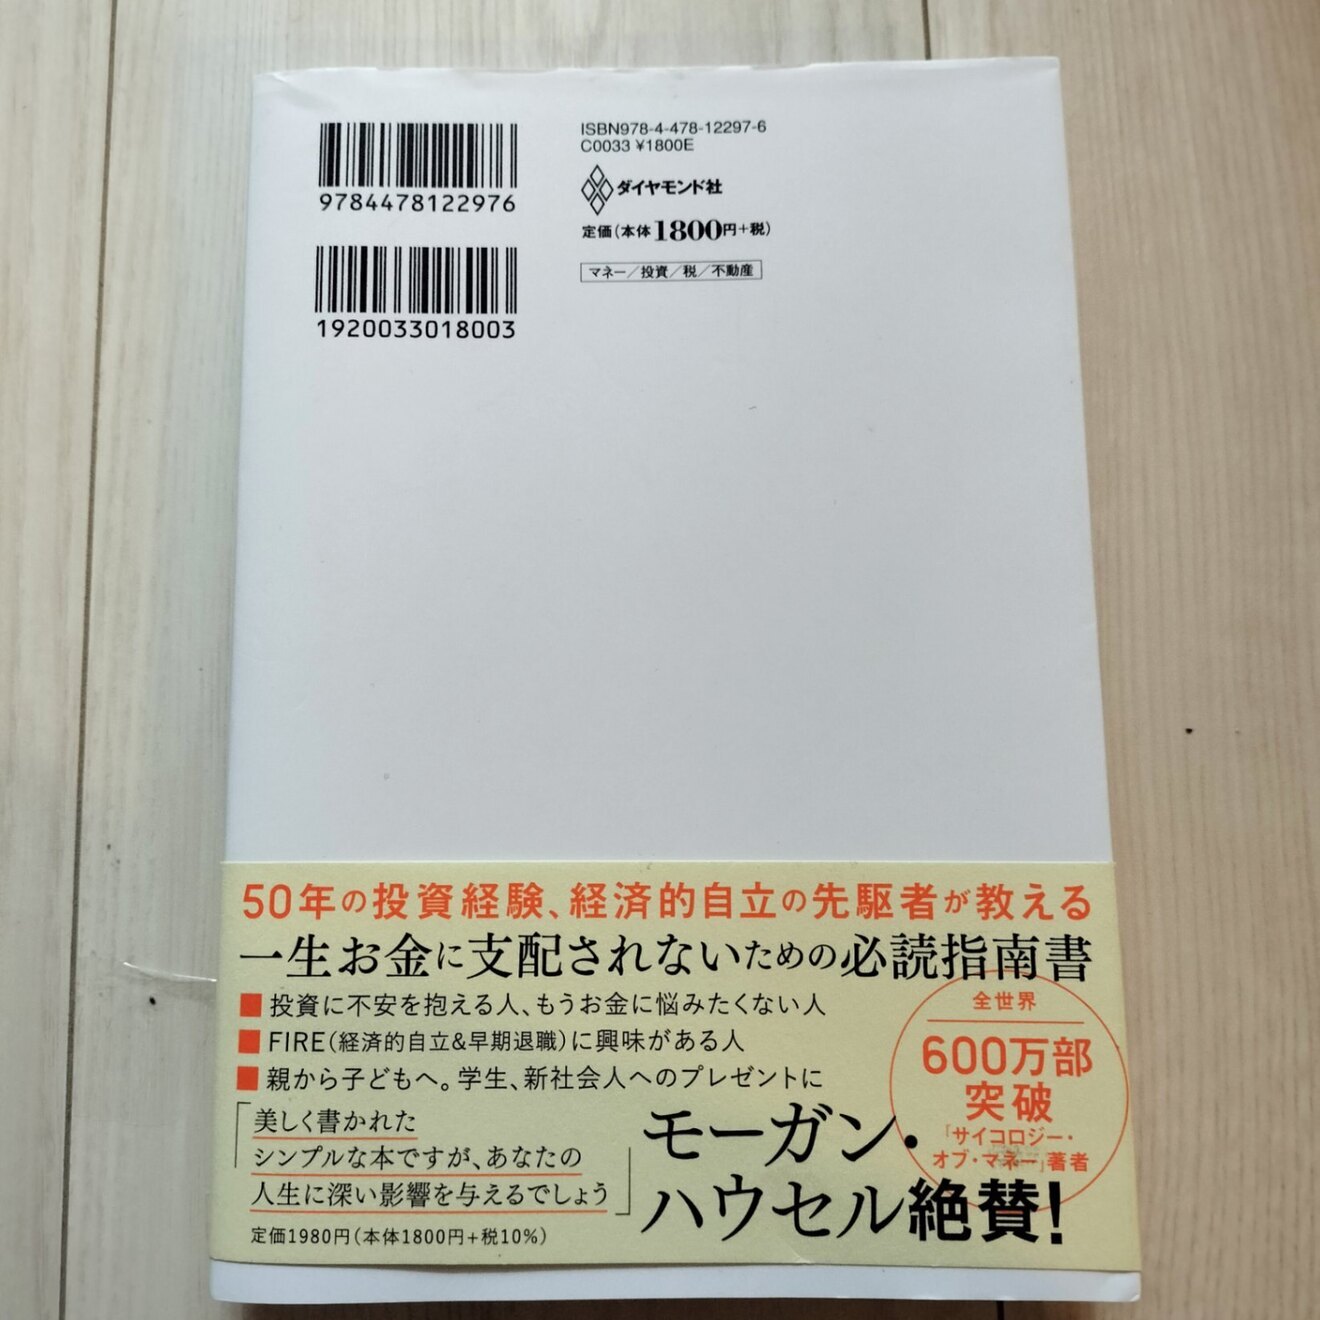 9784478122976
1920033018003
ISBN978-4-478-12297-6
C0033 ¥1800E
ダイヤモンド社
定価(本体1800円+税)
マネー/投資/税/不動産
50年の投資経験、経済的自立の先駆者が教える
一生お金に支配されないための必読指南書
■ 投資に不安を抱える人、もうお金に悩みたくない人
■ FIRE(経済的自立&早期退職)に興味がある人
■ 親から子どもへ。学生、新社会人へのプレゼントに
「美しく書かれた
シンプルな本ですが、あなたの
人生に深い影響を与えるでしょう」
定価1980円(本体1800円+税10%)
全世界
600万部
突破
「サイコロジー・
オブ・マネー」著者
モーガン・
ハウセル絶賛!